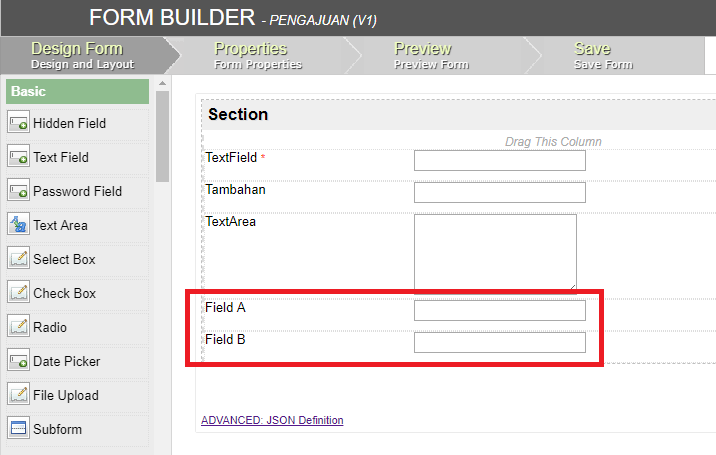 FORM BUILDER - PENGAJUAN (V1)
Design Form
Design and Layout
Properties
Form Properties
Preview
Preview Form
Save
Save Form
Basic
Hidden Field
Text Field
Password Field
Text Area
Select Box
Check Box
Radio
Date Picker
File Upload
Subform
Section
Drag This Column
TextField *
Tambahan
TextArea
Field A
Field B
ADVANCED: JSON Definition